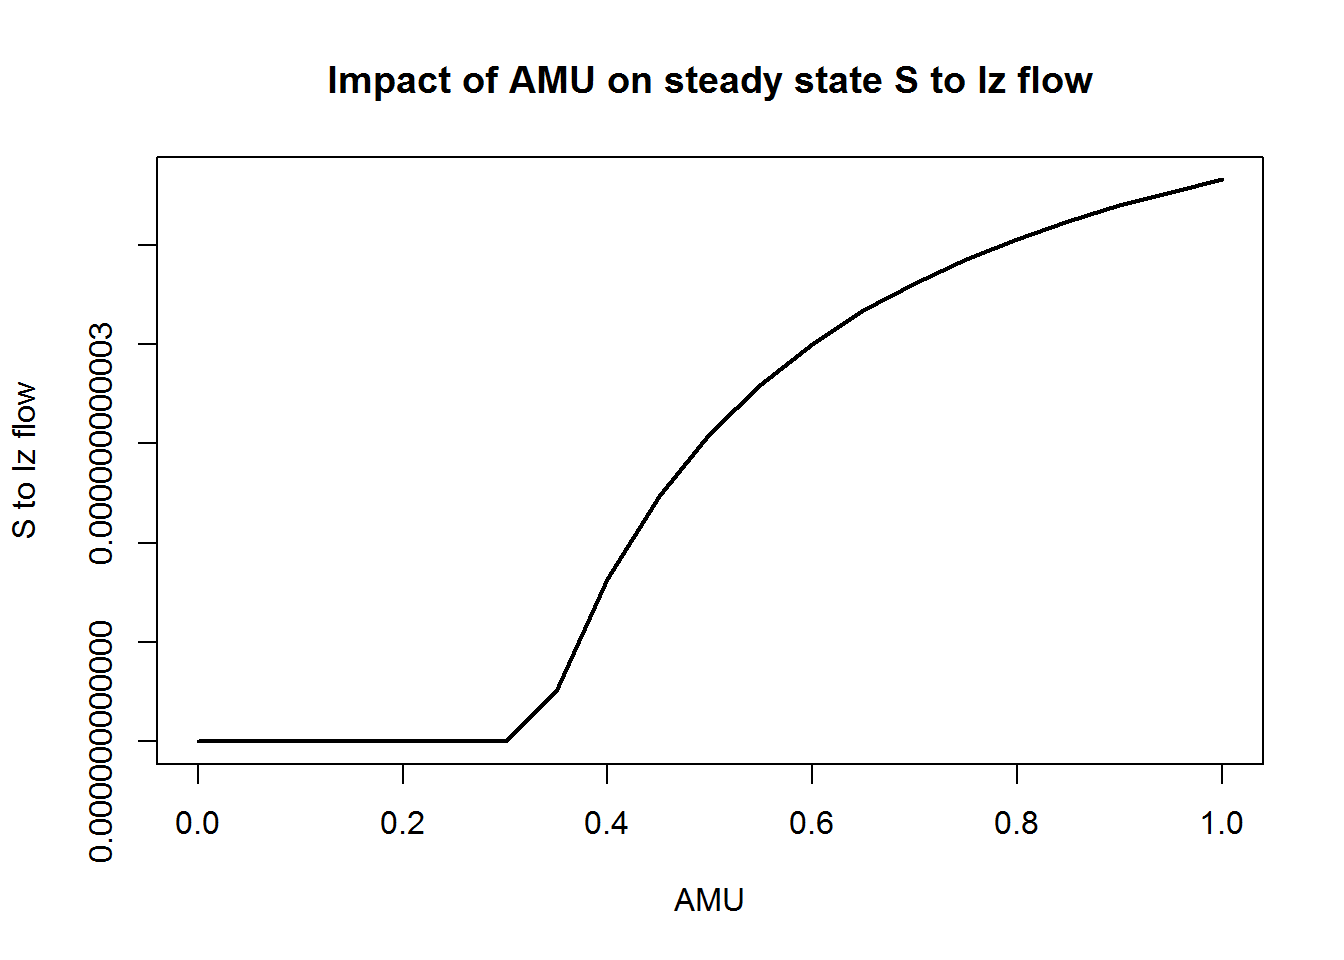 Impact of AMU on steady state S to Iz flow
S to Iz flow
0.000000000003
0.000000000000
0.0 0.2 0.4 0.6 0.8 1.0
AMU